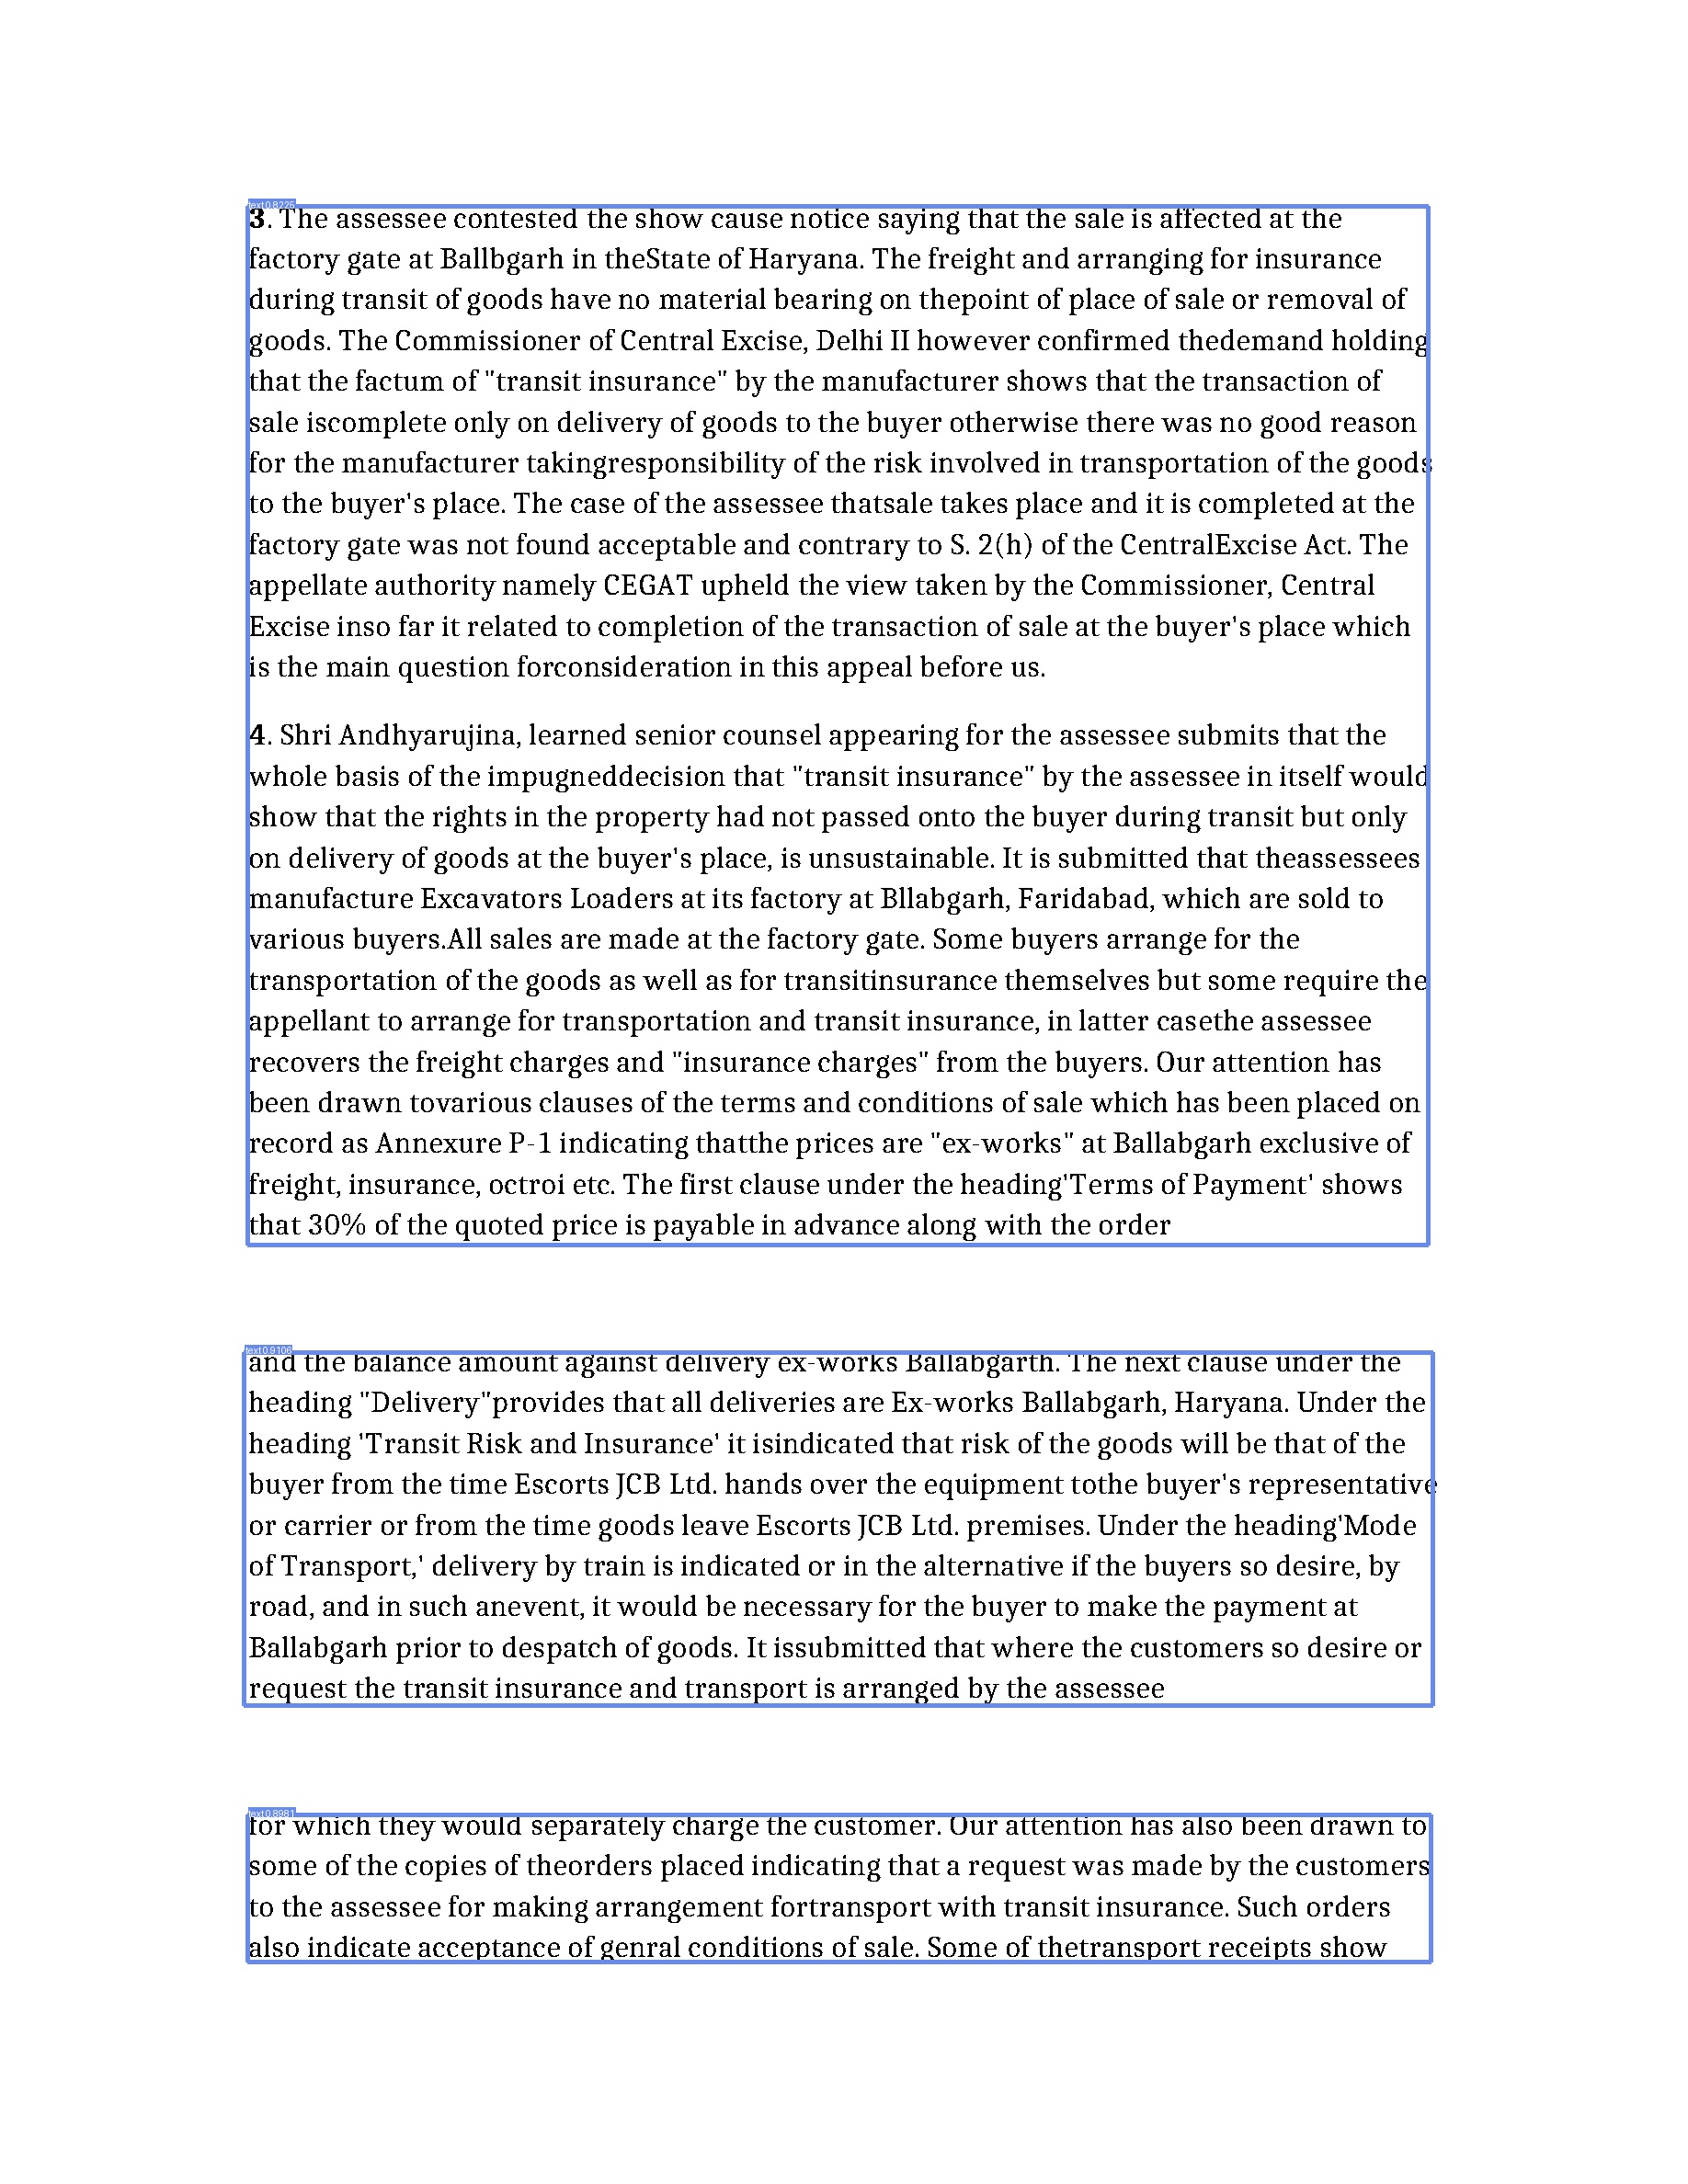 text 0.8225
3. The assessee contested the show cause notice saying that the sale is affected at the
factory gate at Ballbgarh in theState of Haryana. The freight and arranging for insurance
during transit of goods have no material bearing on thepoint of place of sale or removal of
goods. The Commissioner of Central Excise, Delhi II however confirmed thedemand holding
that the factum of "transit insurance" by the manufacturer shows that the transaction of
sale iscomplete only on delivery of goods to the buyer otherwise there was no good reason
for the manufacturer takingresponsibility of the risk involved in transportation of the goods
to the buyer's place. The case of the assessee thatsale takes place and it is completed at the
factory gate was not found acceptable and contrary to S. 2(h) of the CentralExcise Act. The
appellate authority namely CEGAT upheld the view taken by the Commissioner, Central
Excise inso far it related to completion of the transaction of sale at the buyer's place which
is the main question forconsideration in this appeal before us.
4. Shri Andhyarujina, learned senior counsel appearing for the assessee submits that the
whole basis of the impugneddecision that "transit insurance" by the assessee in itself would
show that the rights in the property had not passed onto the buyer during transit but only
on delivery of goods at the buyer's place, is unsustainable. It is submitted that theassessees
manufacture Excavators Loaders at its factory at Bllabgarh, Faridabad, which are sold to
various buyers.All sales are made at the factory gate. Some buyers arrange for the
transportation of the goods as well as for transitinsurance themselves but some require the
appellant to arrange for transportation and transit insurance, in latter casethe assessee
recovers the freight charges and "insurance charges" from the buyers. Our attention has
been drawn tovarious clauses of the terms and conditions of sale which has been placed on
record as Annexure P-1 indicating thatthe prices are "ex-works" at Ballabgarh exclusive of
freight, insurance, octroi etc. The first clause under the heading'Terms of Payment' shows
that 30% of the quoted price is payable in advance along with the order
text 0.9106
and the balance amount against delivery ex-works Ballabgarth. The next clause under the
heading "Delivery"provides that all deliveries are Ex-works Ballabgarh, Haryana. Under the
heading 'Transit Risk and Insurance' it isindicated that risk of the goods will be that of the
buyer from the time Escorts JCB Ltd. hands over the equipment tothe buyer's representative
or carrier or from the time goods leave Escorts JCB Ltd. premises. Under the heading'Mode
of Transport,' delivery by train is indicated or in the alternative if the buyers so desire, by
road, and in such anevent, it would be necessary for the buyer to make the payment at
Ballabgarh prior to despatch of goods. It issubmitted that where the customers so desire or
request the transit insurance and transport is arranged by the assessee
text 0.8981
for which they would separately charge the customer. Our attention has also been drawn to
some of the copies of theorders placed indicating that a request was made by the customers
to the assessee for making arrangement fortransport with transit insurance. Such orders
also indicate acceptance of genral conditions of sale. Some of thetransport receipts show